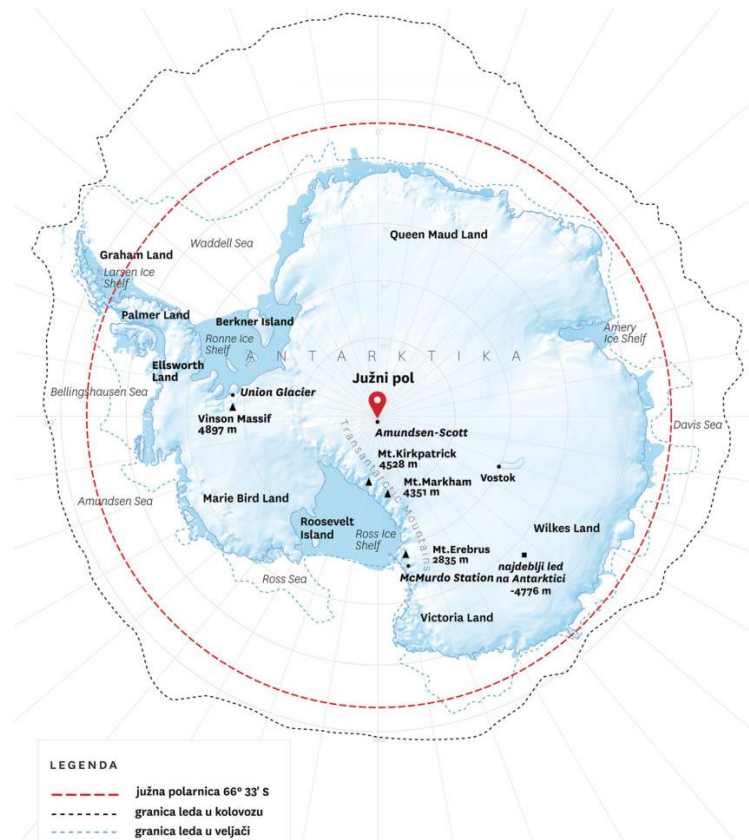 0°
Queen Maud Land
Waddell Sea
Graham Land
Larsen Ice
Shelf
Palmer Land
Berkner Island
Ronne Ice
Shelf
Amery
Ice Shelf
ANTARKTIKA
Ellsworth
Land
Južni pol
Bellingshausen Sea
Union Glacier
Vinson Massif
4897 m
Amundsen-Scott
Davis Sea
Transantarctic Mountains
Mt.Kirkpatrick
4528 m
Vostok
Mt.Markham
4351 m
Amundsen Sea
Marie Bird Land
Roosevelt
Island
Ross Ice
Shelf
Wilkes Land
Mt.Erebrus
2835 m
najdeblji led
na Antarktici
-4776 m
McMurdo Station
Ross Sea
Victoria Land
LEGENDA
južna polarnica 66° 33' S
granica leda u kolovozu
granica leda u veljači